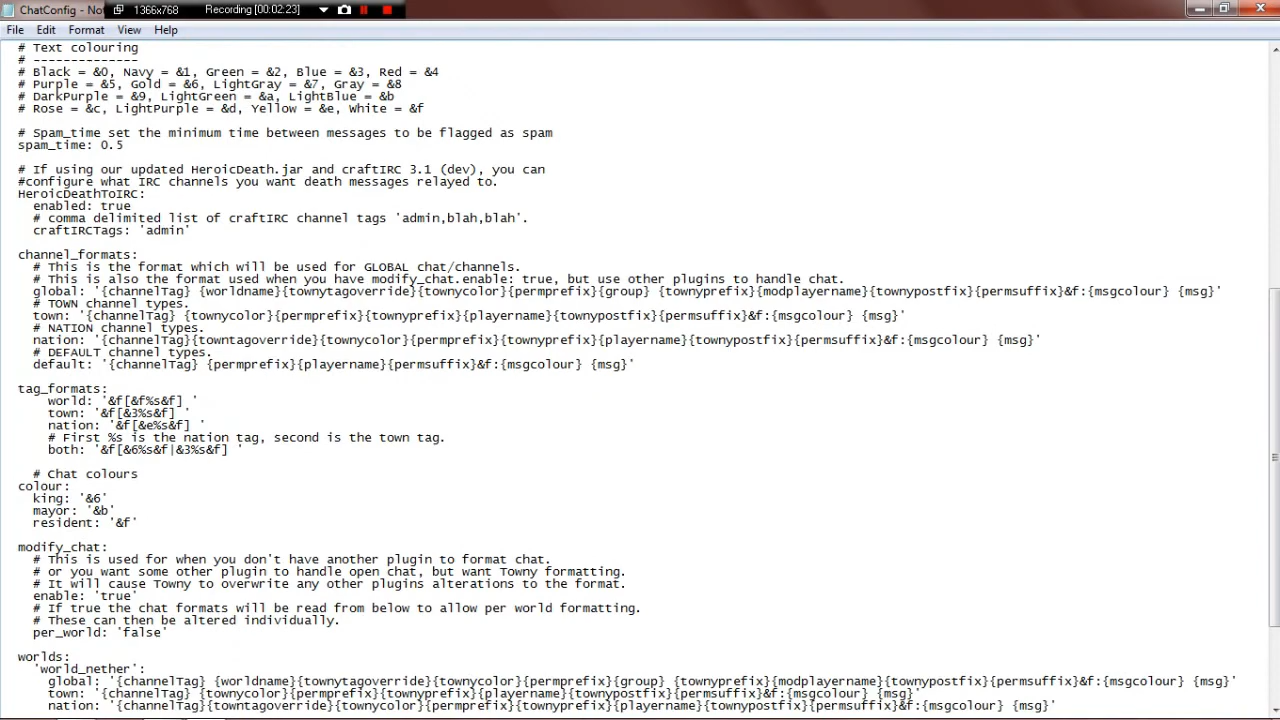 ChatConfig - Not
1366x768
Recording [00:02:23]
File Edit Format View Help
# Text colouring
# --------------
# Black = &0, Navy = &1, Green = &2, Blue = &3, Red = &4
# Purple = &5, Gold = &6, LightGray = &7, Gray = &8
# DarkPurple = &9, LightGreen = &a, LightBlue = &b
# Rose = &c, LightPurple = &d, Yellow = &e, White = &f
# Spam_time set the minimum time between messages to be flagged as spam
spam_time: 0.5
# If using our updated HeroicDeath.jar and craftIRC 3.1 (dev), you can
#configure what IRC channels you want death messages relayed to.
HeroicDeathToIRC:
enabled: true
# comma delimited list of craftIRC channel tags 'admin,blah,blah'.
craftIRCTags: 'admin'
channel_formats:
# This is the format which will be used for GLOBAL chat/channels.
# This is also the format used when you have modify_chat.enable: true, but use other plugins to handle chat.
global: '{channelTag} {worldname}{townytagoverride}{townycolor}{permprefix}{group} {townyprefix}{modplayername}{townypostfix}{permsuffix}&f:{msgcolour} {msg}'
# TOWN channel types.
town: '{channelTag} {townycolor}{permprefix}{townyprefix}{playername}{townypostfix}{permsuffix}&f:{msgcolour} {msg}'
# NATION channel types.
nation: '{channelTag}{towntagoverride}{townycolor}{permprefix}{townyprefix}{playername}{townypostfix}{permsuffix}&f:{msgcolour} {msg}'
# DEFAULT channel types.
default: '{channelTag} {permprefix}{playername}{permsuffix}&f:{msgcolour} {msg}'
tag_formats:
world: '&f[&f%s&f] '
town: '&f[&3%s&f] '
nation: '&f[&e%s&f] '
# First %s is the nation tag, second is the town tag.
both: '&f[&6%s&f|&3%s&f] '
# Chat colours
colour:
king: '&6'
mayor: '&b'
resident: '&f'
modify_chat:
# This is used for when you don't have another plugin to format chat.
# or you want some other plugin to handle open chat, but want Towny formatting.
# It will cause Towny to overwrite any other plugins alterations to the format.
enable: 'true'
# If true the chat formats will be read from below to allow per world formatting.
# These can then be altered individually.
per_world: 'false'
worlds:
'world_nether':
global: '{channelTag} {worldname}{townytagoverride}{townycolor}{permprefix}{group} {townyprefix}{modplayername}{townypostfix}{permsuffix}&f:{msgcolour} {msg}'
town: '{channelTag} {townycolor}{permprefix}{townyprefix}{playername}{townypostfix}{permsuffix}&f:{msgcolour} {msg}'
nation: '{channelTag}{towntagoverride}{townycolor}{permprefix}{townyprefix}{playername}{townypostfix}{permsuffix}&f:{msgcolour} {msg}'